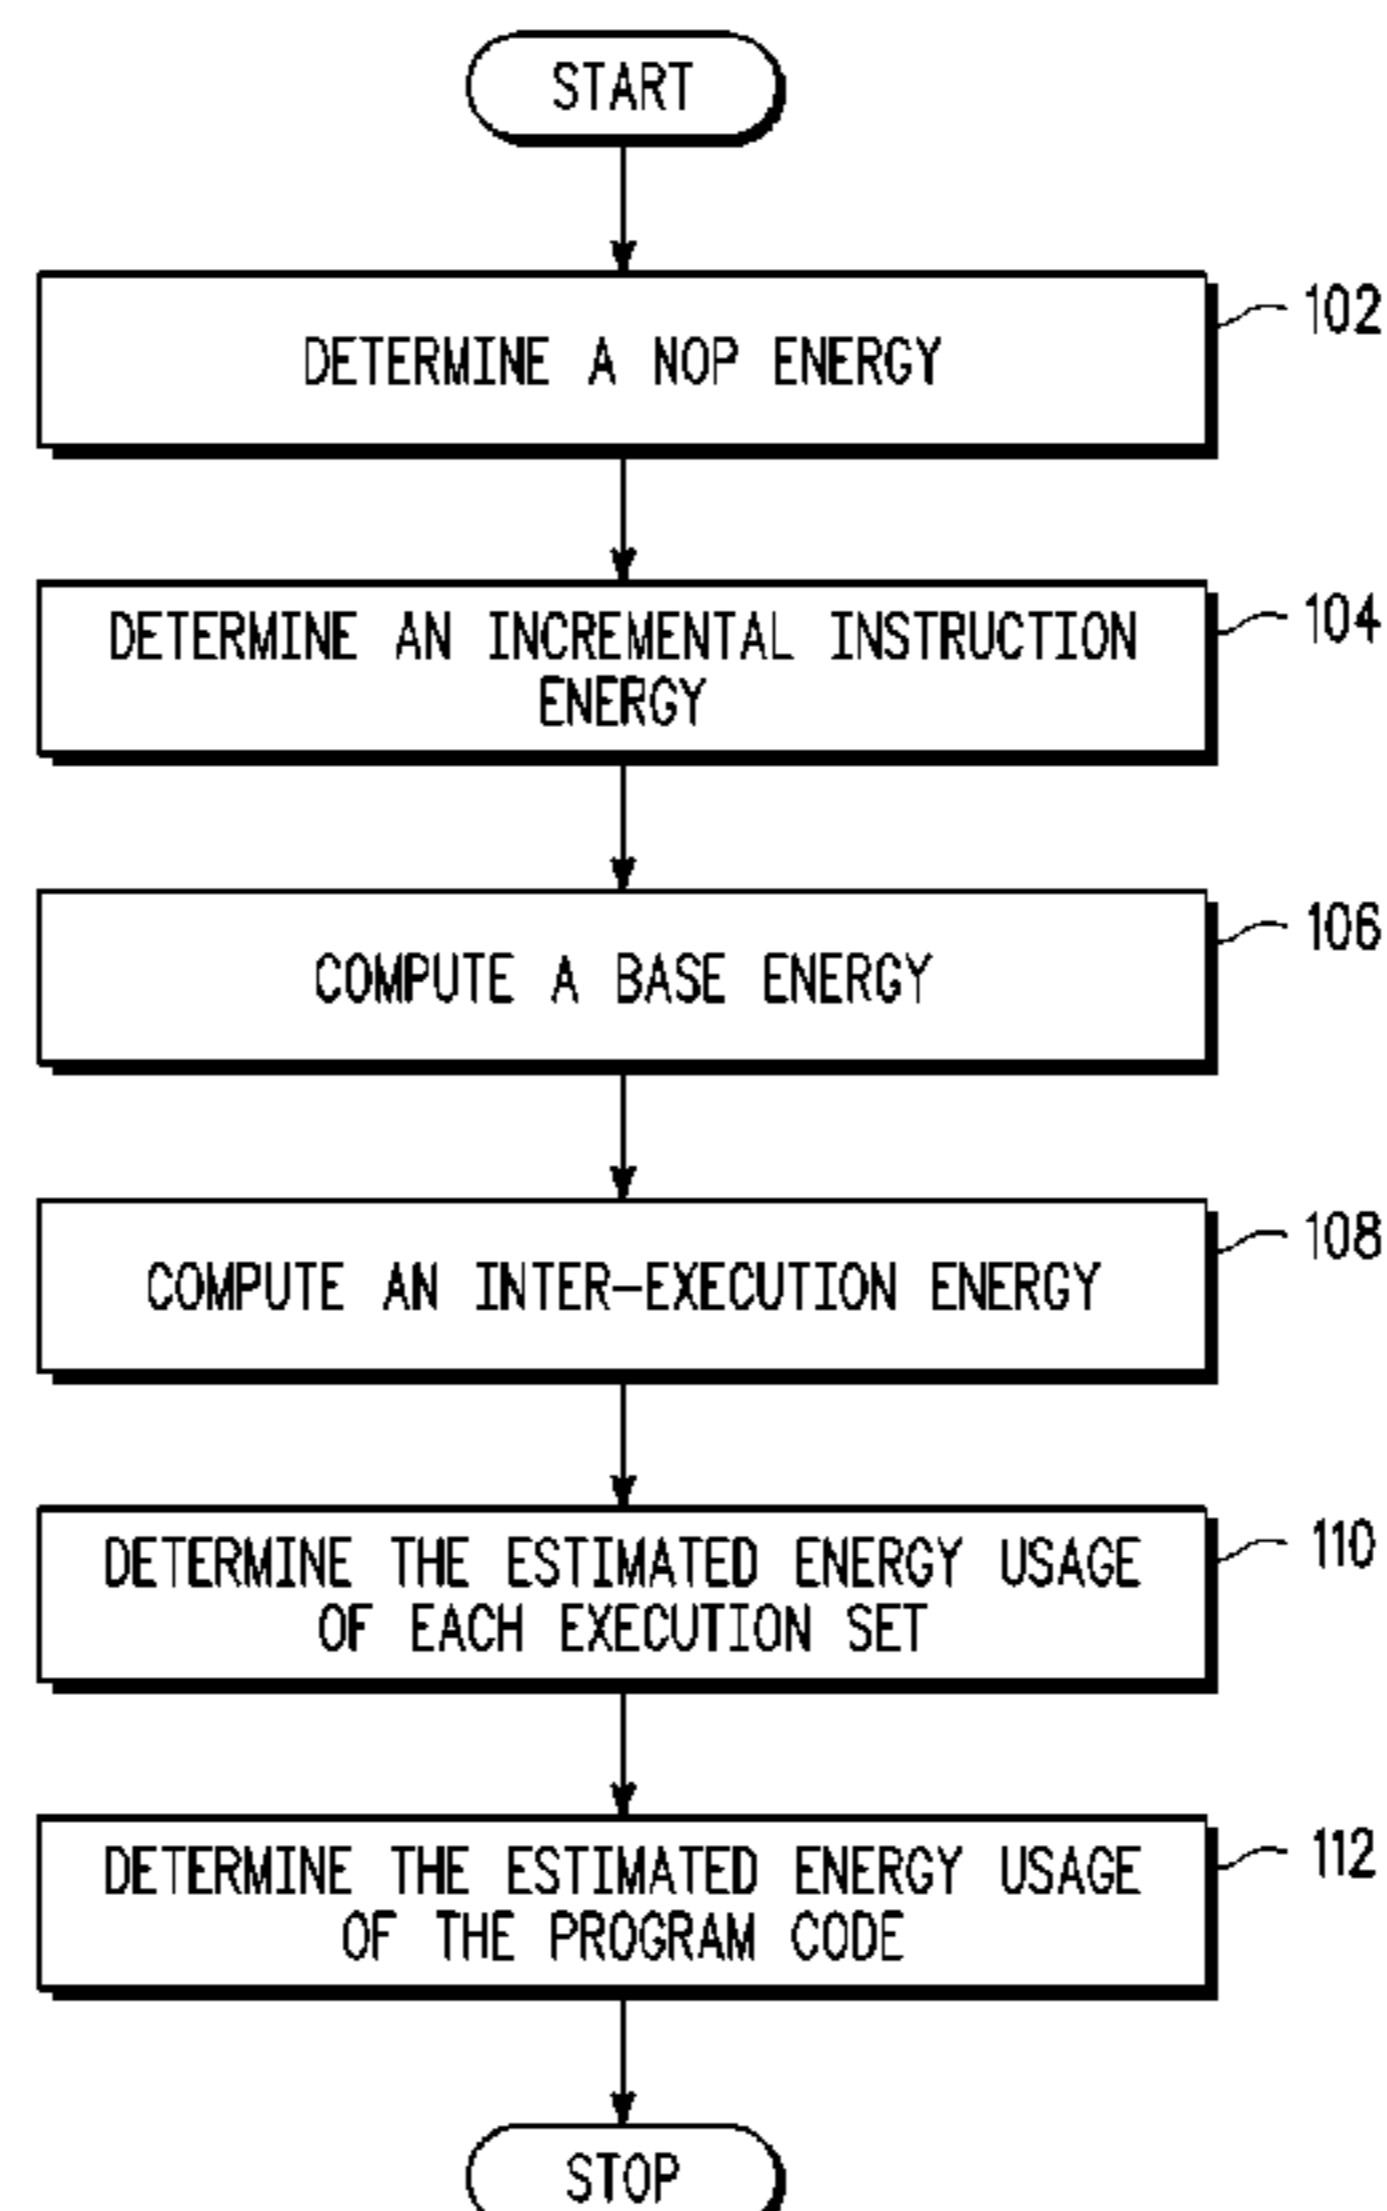 START
DETERMINE A NOP ENERGY
102
DETERMINE AN INCREMENTAL INSTRUCTION
ENERGY
104
COMPUTE A BASE ENERGY
106
COMPUTE AN INTER-EXECUTION ENERGY
108
DETERMINE THE ESTIMATED ENERGY USAGE
OF EACH EXECUTION SET
110
DETERMINE THE ESTIMATED ENERGY USAGE
OF THE PROGRAM CODE
112
STOP